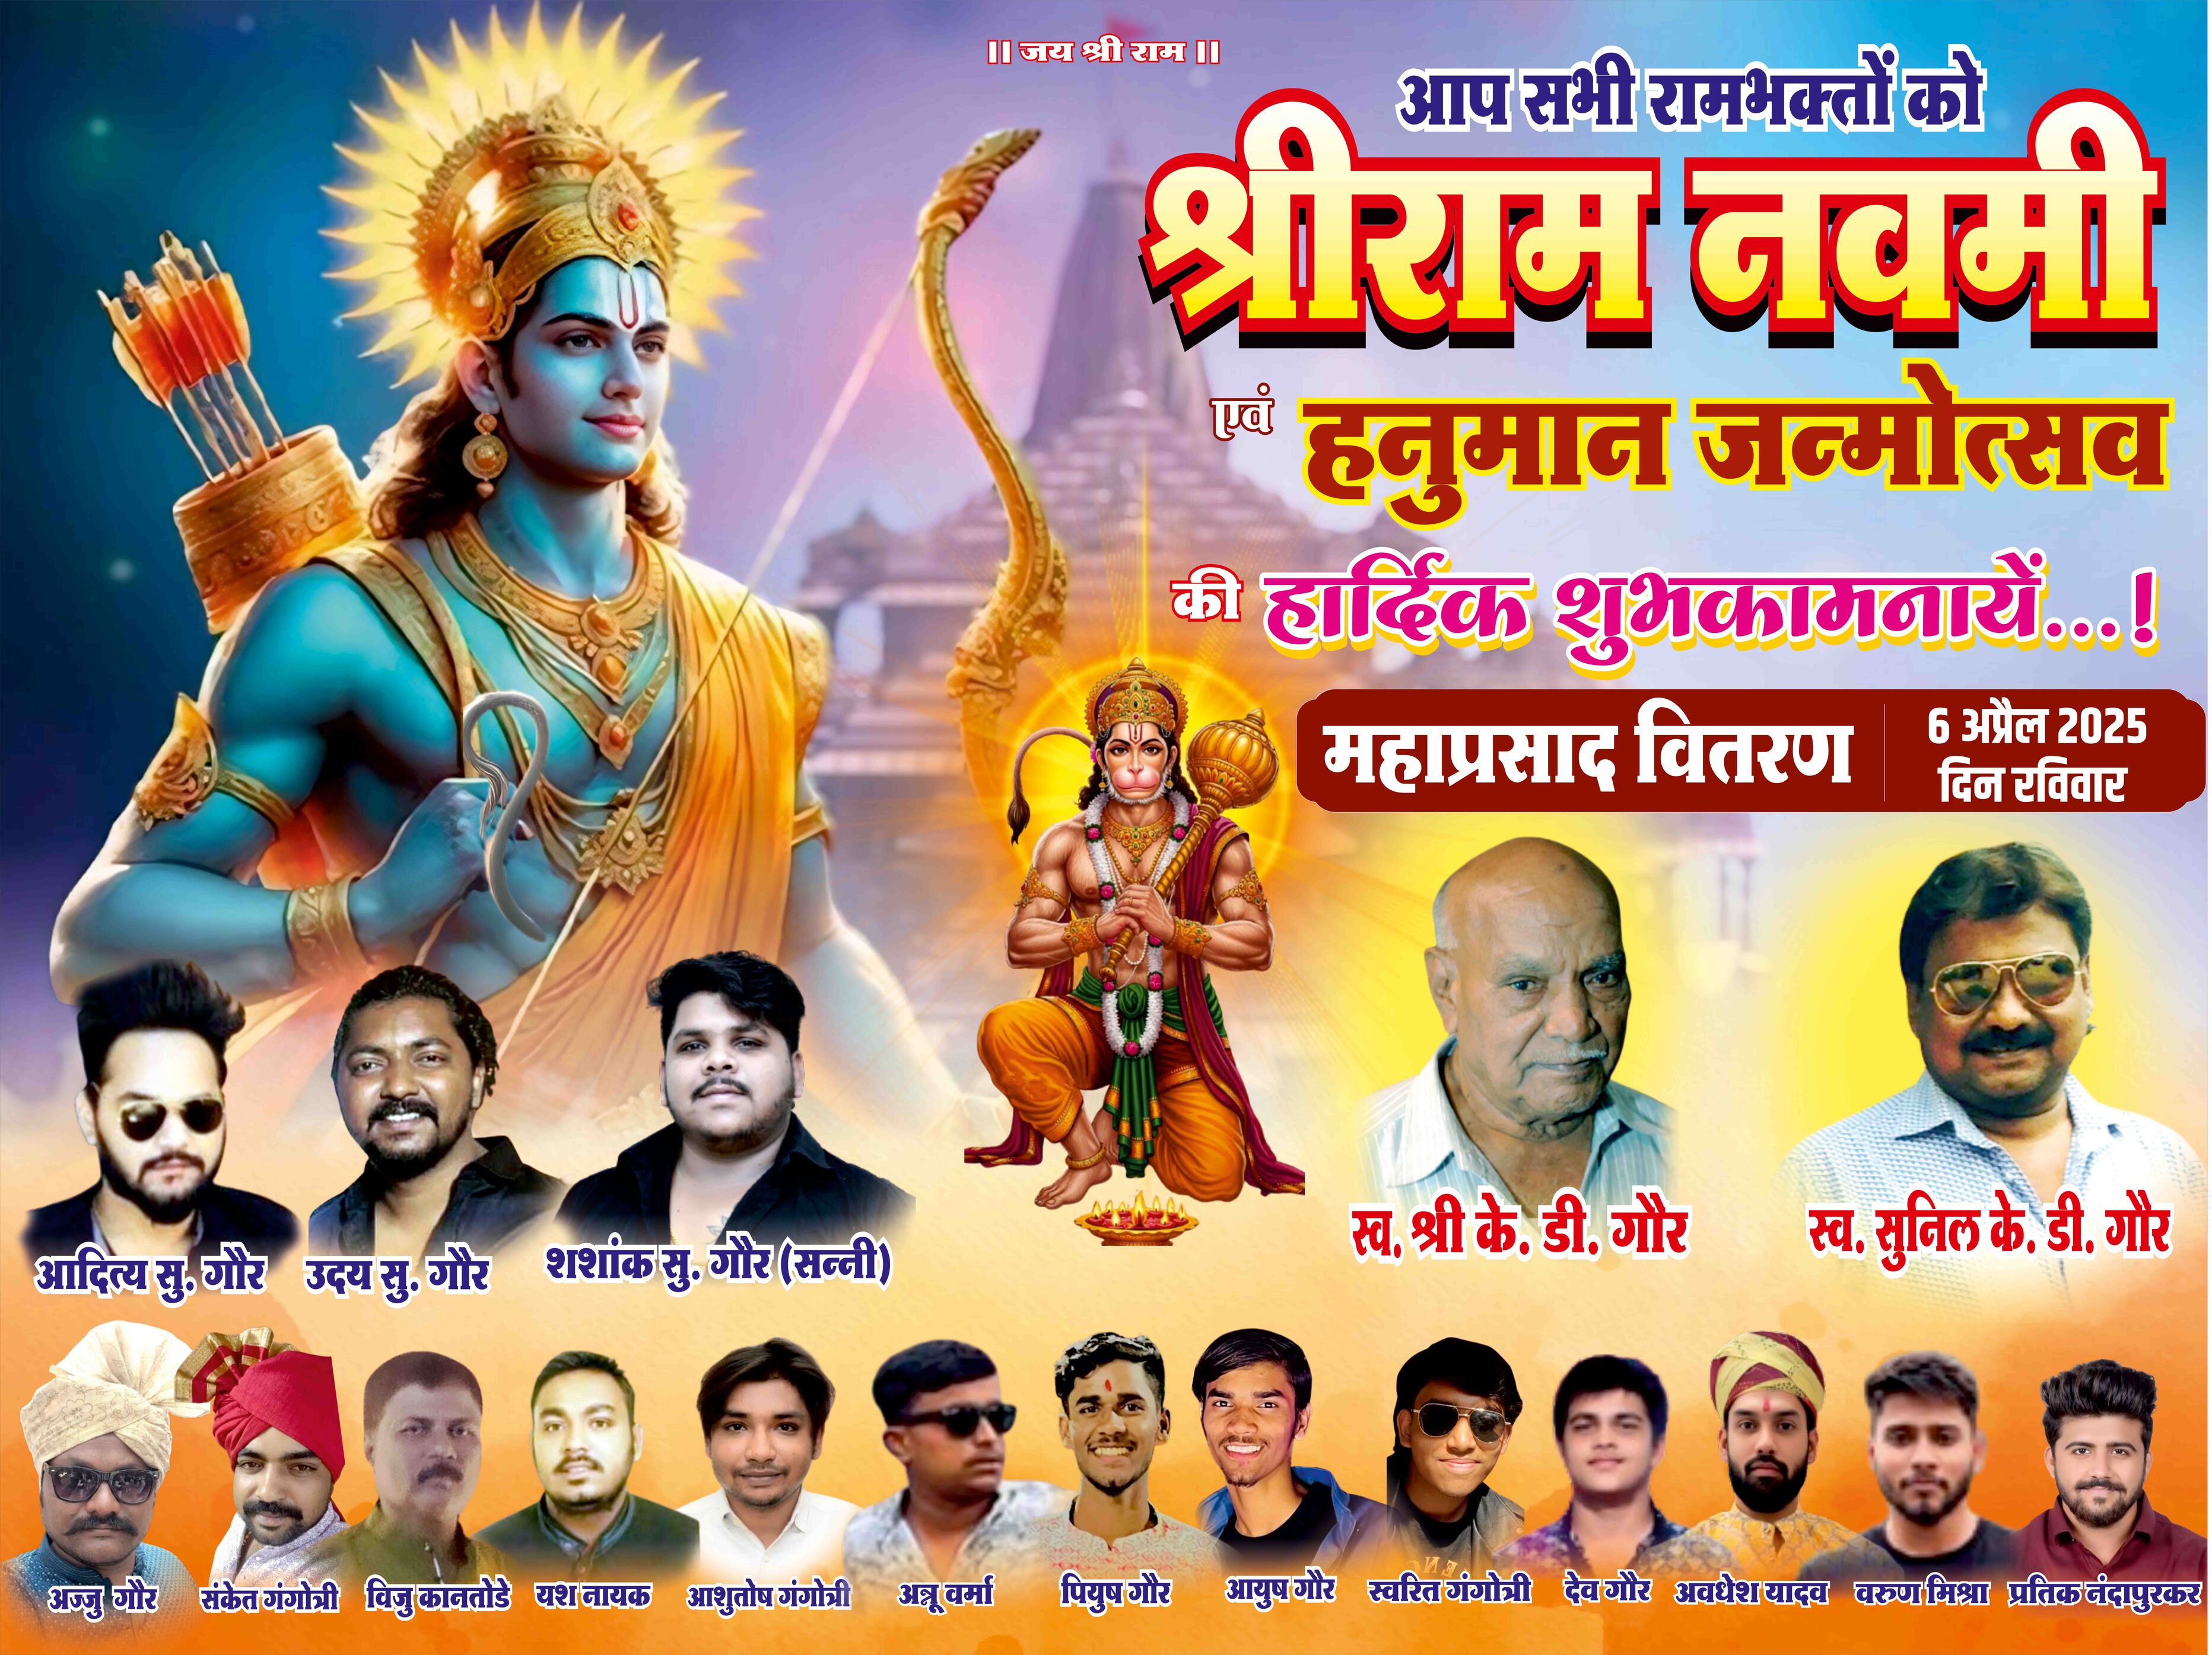 || जय श्री राम ||
आप सभी रामभक्तों को
श्रीराम नवमी
एवं हनुमान जन्मोत्सव
की हार्दिक शुभकामनायें...!
महाप्रसाद वितरण
6 अप्रैल 2025
दिन रविवार
स्व. श्री के. डी. गौर
स्व. सुनिल के. डी. गौर
आदित्य सु. गौर
उदय सु. गौर
शशांक सु. गौर (सन्नी)
अज्जु गौर
संकेत गंगोत्री
विजु कानतोडे
यश नायक
आशुतोष गंगोत्री
अन्नू वर्मा
पियुष गौर
आयुष गौर
स्वरित गंगोत्री
देव गौर
अवधेश यादव
वरुण मिश्रा
प्रतिक नंदापुरकर